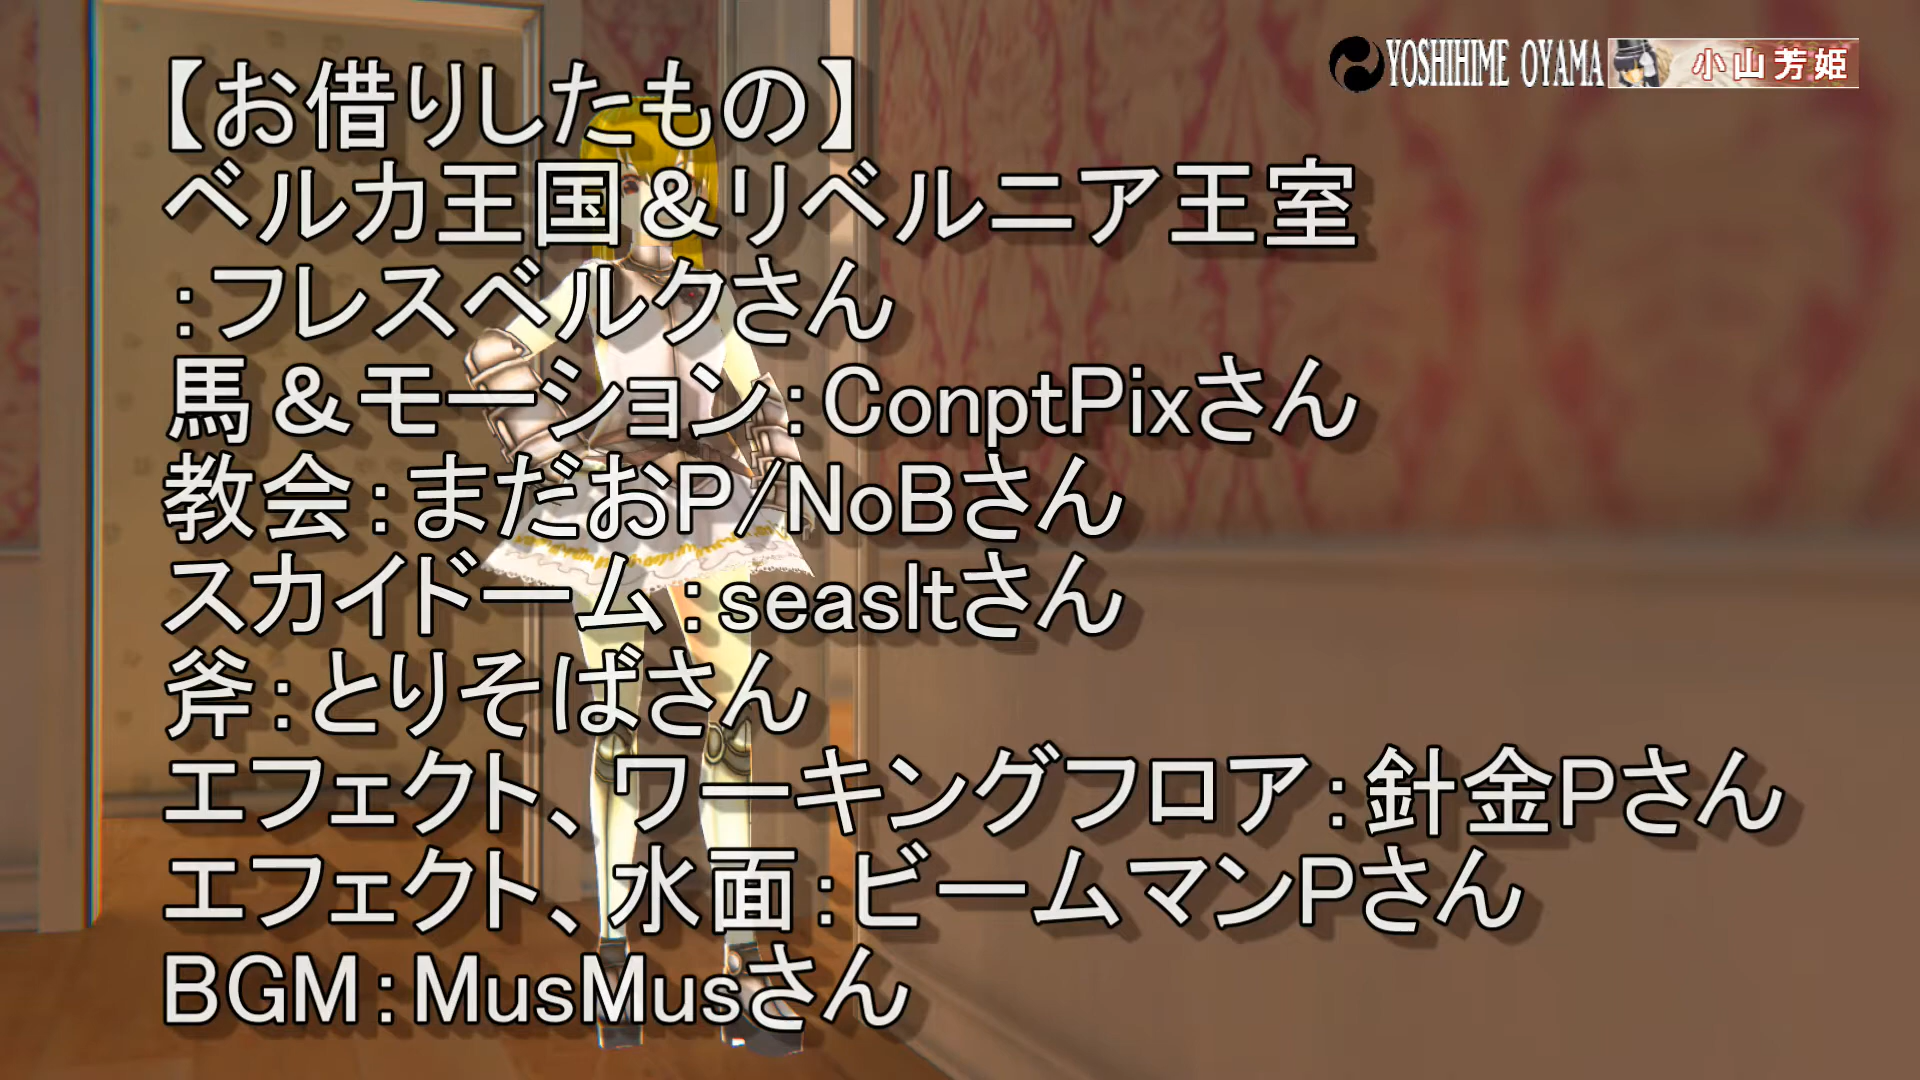 YOSHIHIME OYAMA 小山芳姫
【お借りしたもの】
ベルカ王国＆リベルニア王室
：フレスベルクさん
馬＆モーション：ConptPixさん
教会：まだおP/NoBさん
スカイドーム：seasltさん
斧：とりそばさん
エフェクト、ワーキングフロア：針金Pさん
エフェクト、水面：ビームマンPさん
BGM：MusMusさん